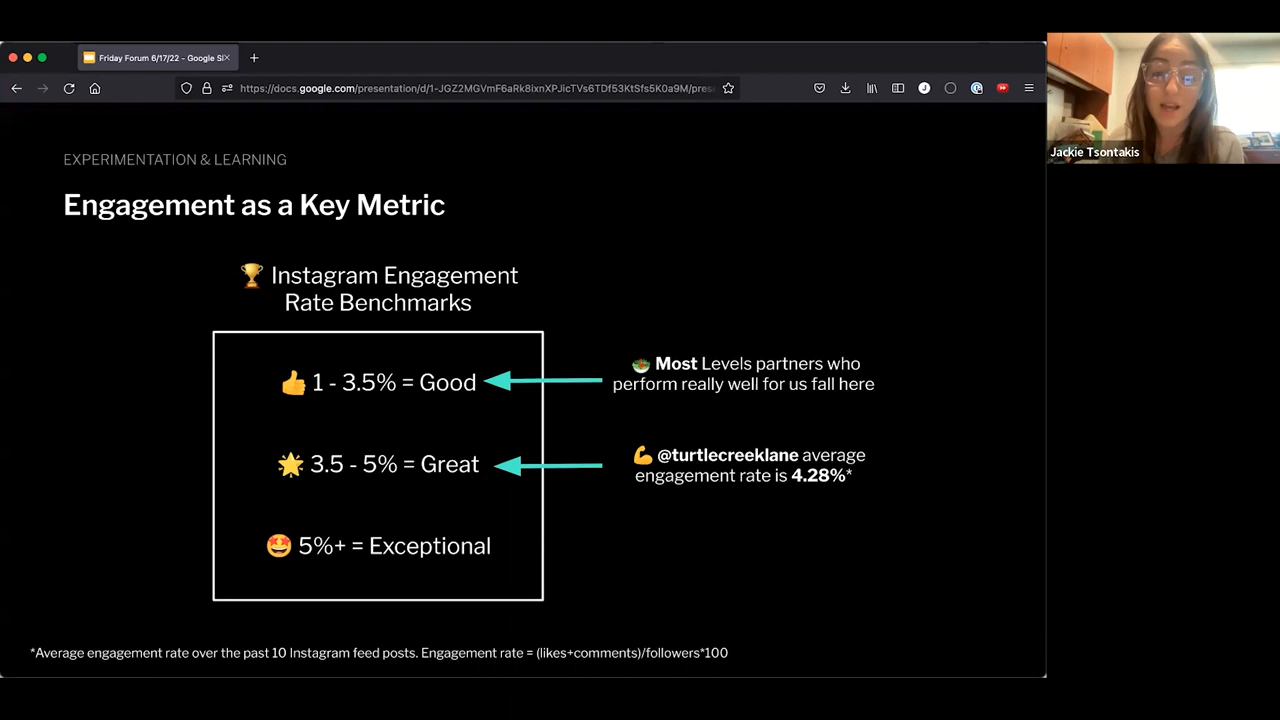 Friday Forum 6/17/22 - Google Sl
https://docs.google.com/presentation/d/1-JGZ2MGVmF6aRk8ixnXPJicTVs6TDf53KtSfs5K0a9M/pres
EXPERIMENTATION & LEARNING
Engagement as a Key Metric
🏆 Instagram Engagement
Rate Benchmarks
👍 1 - 3.5% = Good
🥗 Most Levels partners who
perform really well for us fall here
🌟 3.5 - 5% = Great
💪 @turtlecreeklane average
engagement rate is 4.28%*
🤩 5%+ = Exceptional
*Average engagement rate over the past 10 Instagram feed posts. Engagement rate = (likes+comments)/followers*100
Jackie Tsontakis